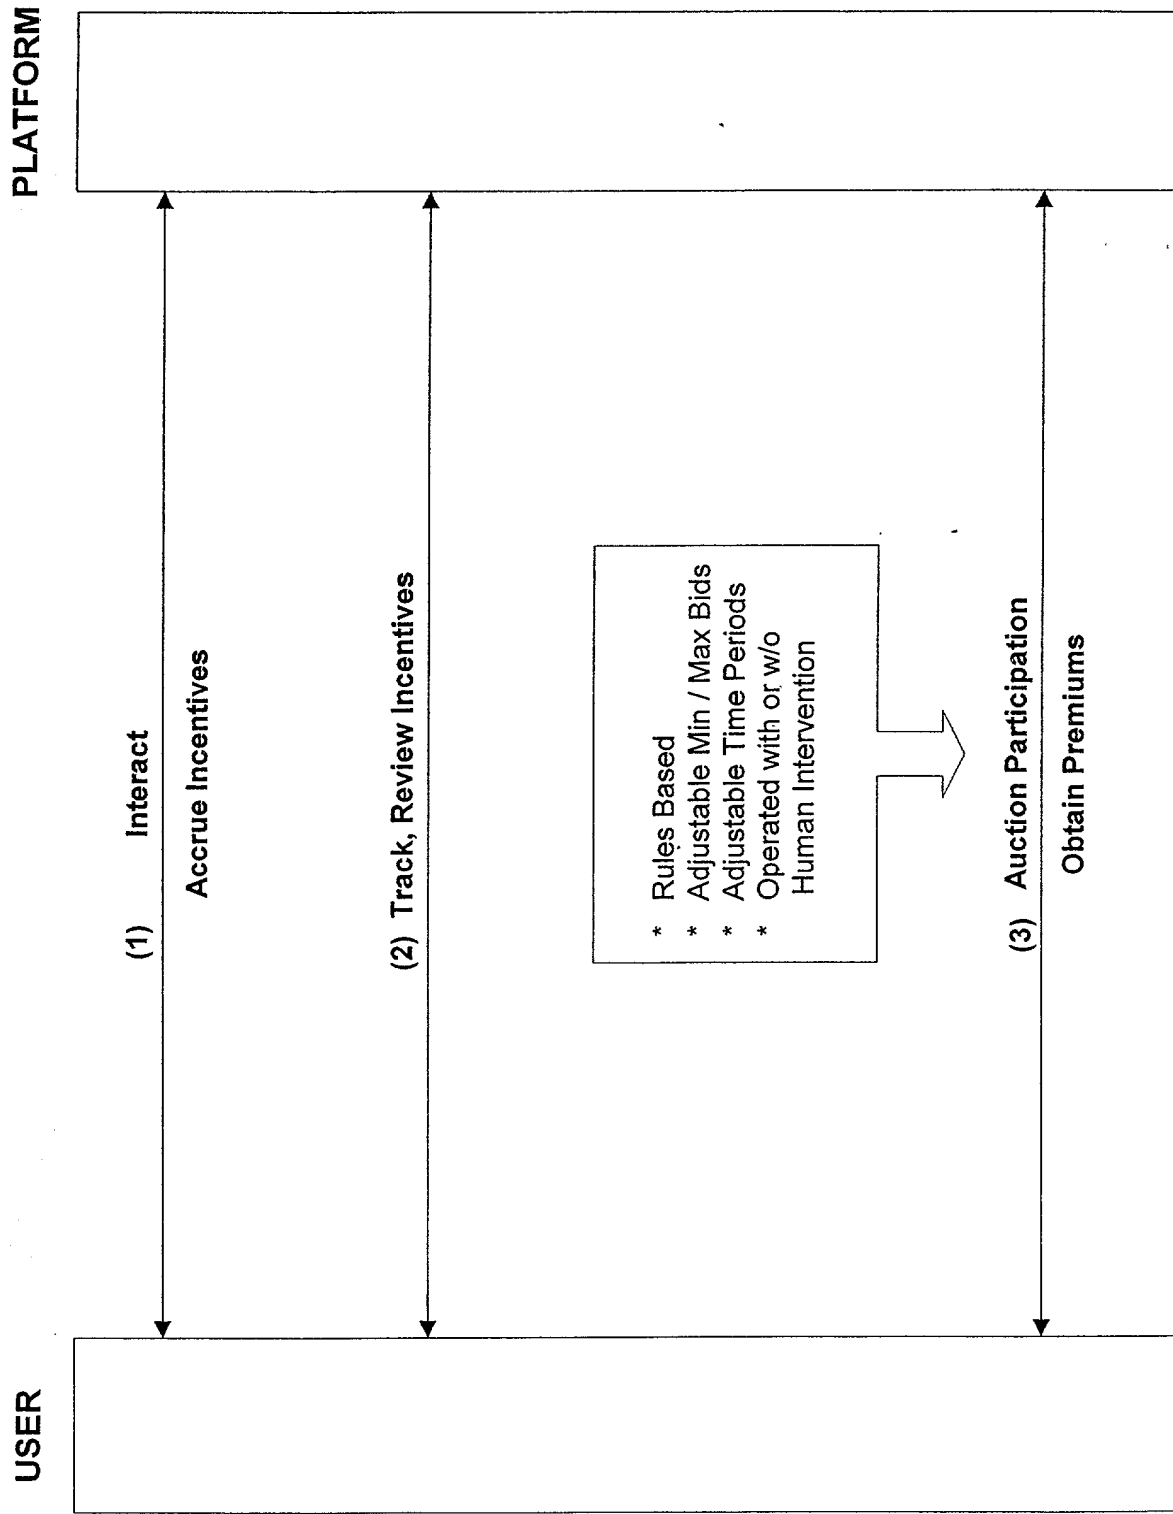 USER
PLATFORM
(1) Interact
Accrue Incentives
(2) Track, Review Incentives
* Rules Based
* Adjustable Min / Max Bids
* Adjustable Time Periods
* Operated with or w/o
Human Intervention
(3) Auction Participation
Obtain Premiums